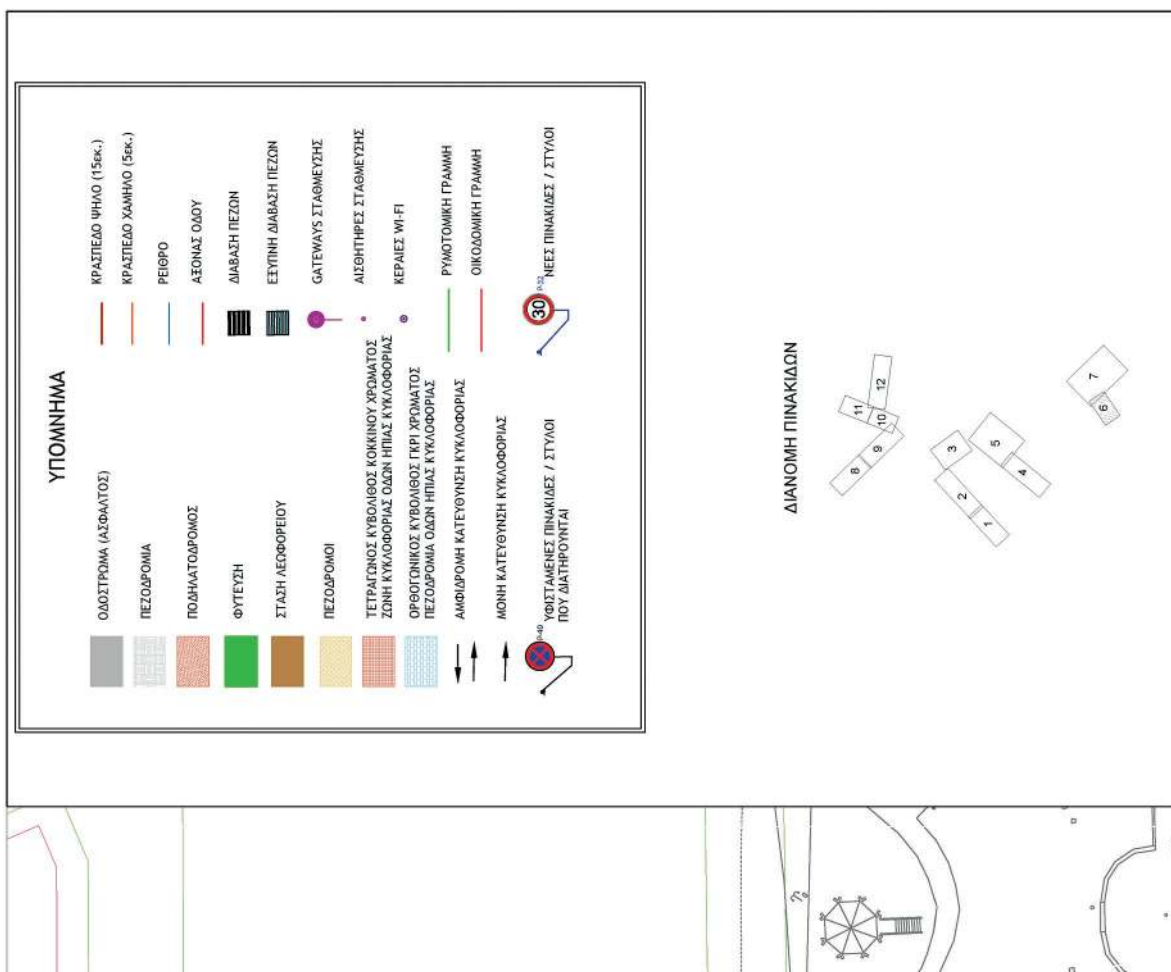 ΥΠΟΜΝΗΜΑ
ΟΔΟΣΤΡΩΜΑ (ΑΣΦΑΛΤΟΣ)
ΠΕΖΟΔΡΟΜΙΑ
ΠΟΔΗΛΑΤΟΔΡΟΜΟΣ
ΦΥΤΕΥΣΗ
ΣΤΑΣΗ ΛΕΩΦΟΡΕΙΟΥ
ΠΕΖΟΔΡΟΜΟΙ
ΤΕΤΡΑΓΩΝΟΣ ΚΥΒΟΛΙΘΟΣ ΚΟΚΚΙΝΟΥ ΧΡΩΜΑΤΟΣ
ΖΩΝΗ ΚΥΚΛΟΦΟΡΙΑΣ ΟΔΩΝ ΗΠΙΑΣ ΚΥΚΛΟΦΟΡΙΑΣ
ΟΡΘΟΓΩΝΙΚΟΣ ΚΥΒΟΛΙΘΟΣ ΓΚΡΙ ΧΡΩΜΑΤΟΣ
ΠΕΖΟΔΡΟΜΙΑ ΟΔΩΝ ΗΠΙΑΣ ΚΥΚΛΟΦΟΡΙΑΣ
ΑΜΦΙΔΡΟΜΗ ΚΑΤΕΥΘΥΝΣΗ ΚΥΚΛΟΦΟΡΙΑΣ
ΜΟΝΗ ΚΑΤΕΥΘΥΝΣΗ ΚΥΚΛΟΦΟΡΙΑΣ
P-40
ΥΦΙΣΤΑΜΕΝΕΣ ΠΙΝΑΚΙΔΕΣ / ΣΤΥΛΟΙ
ΠΟΥ ΔΙΑΤΗΡΟΥΝΤΑΙ
ΚΡΑΣΠΕΔΟ ΨΗΛΟ (15εκ.)
ΚΡΑΣΠΕΔΟ ΧΑΜΗΛΟ (5εκ.)
ΡΕΙΘΡΟ
ΑΞΟΝΑΣ ΟΔΟΥ
ΔΙΑΒΑΣΗ ΠΕΖΩΝ
ΕΞΥΠΝΗ ΔΙΑΒΑΣΗ ΠΕΖΩΝ
GATEWAYS ΣΤΑΘΜΕΥΣΗΣ
ΑΙΣΘΗΤΗΡΕΣ ΣΤΑΘΜΕΥΣΗΣ
ΚΕΡΑΙΕΣ WI-FI
ΡΥΜΟΤΟΜΙΚΗ ΓΡΑΜΜΗ
ΟΙΚΟΔΟΜΙΚΗ ΓΡΑΜΜΗ
30
P-32
ΝΕΕΣ ΠΙΝΑΚΙΔΕΣ / ΣΤΥΛΟΙ
ΔΙΑΝΟΜΗ ΠΙΝΑΚΙΔΩΝ
8
9
10
11
12
1
2
3
4
5
6
7